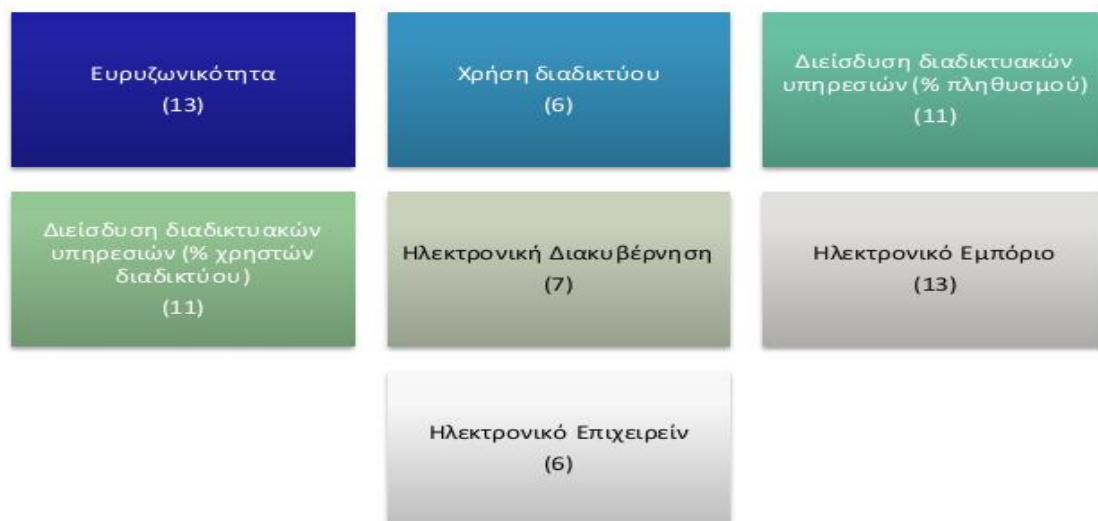 Ευρυζωνικότητα
(13)
Χρήση διαδικτύου
(6)
Διείσδυση διαδικτυακών
υπηρεσιών (% πληθυσμού)
(11)
Διείσδυση διαδικτυακών
υπηρεσιών (% χρηστών
διαδικτύου)
(11)
Ηλεκτρονική Διακυβέρνηση
(7)
Ηλεκτρονικό Εμπόριο
(13)
Ηλεκτρονικό Επιχειρείν
(6)